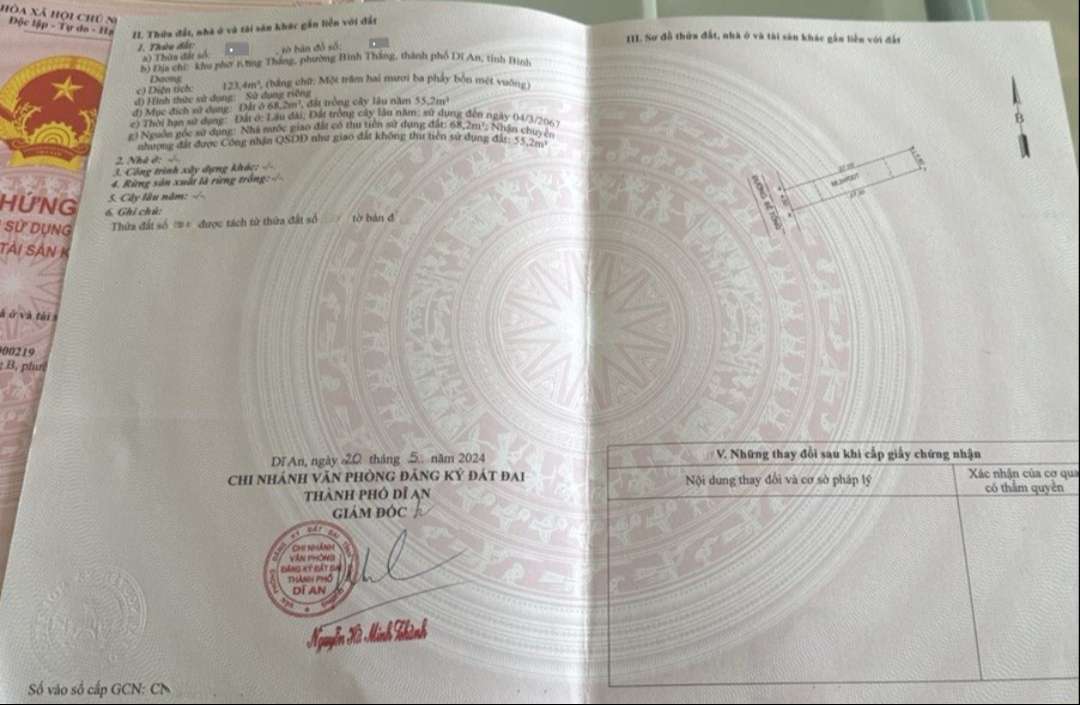 HÒA XÃ HỘI CHỦ N
Độc lập - Tự do - Hạ
HỨNG
SỬ DỤNG
TÀI SẢN K
à ở và tài s
000219
B, phườ
II. Thửa đất, nhà ở và tài sản khác gắn liền với đất
1. Thửa đất:
a) Thửa đất số: , tờ bản đồ số:
b) Địa chỉ: khu phố Thắng, phường Bình Thắng, thành phố Dĩ An, tỉnh Bình
Dương
c) Diện tích: 123,4m², (bằng chữ: Một trăm hai mươi ba phẩy bốn mét vuông)
d) Hình thức sử dụng: Sử dụng riêng
đ) Mục đích sử dụng: Đất ở 68,2m², đất trồng cây lâu năm 55,2m²
e) Thời hạn sử dụng: Đất ở: Lâu dài; Đất trồng cây lâu năm: sử dụng đến ngày 04/3/2067
g) Nguồn gốc sử dụng: Nhà nước giao đất có thu tiền sử dụng đất: 68,2m²; Nhận chuyển
nhượng đất được Công nhận QSDĐ như giao đất không thu tiền sử dụng đất: 55,2m²
2. Nhà ở: -/-
3. Công trình xây dựng khác: -/-
4. Rừng sản xuất là rừng trồng: -/-
5. Cây lâu năm: -/-
6. Ghi chú:
Thửa đất số được tách từ thửa đất số tờ bản đ
Dĩ An, ngày 20 tháng 5 năm 2024
CHI NHÁNH VĂN PHÒNG ĐĂNG KÝ ĐẤT ĐAI
THÀNH PHỐ DĨ AN
GIÁM ĐỐC
CHI NHÁNH
VĂN PHÒNG
ĐĂNG KÝ ĐẤT ĐAI
THÀNH PHỐ
DĨ AN
Nguyễn Hà Minh Thành
Số vào sổ cấp GCN: CN
III. Sơ đồ thửa đất, nhà ở và tài sản khác gắn liền với đất
B
ĐƯỜNG BÊ TÔNG
V. Những thay đổi sau khi cấp giấy chứng nhận
Nội dung thay đổi và cơ sở pháp lý
Xác nhận của cơ qua
có thẩm quyền